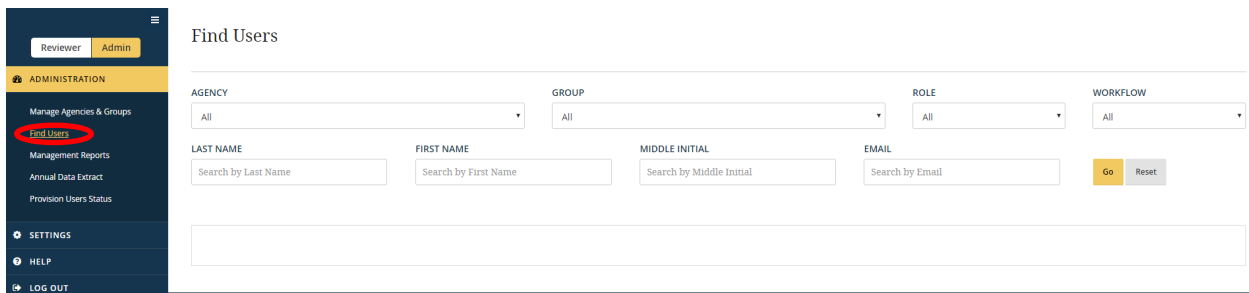 Reviewer Admin
ADMINISTRATION
Manage Agencies & Groups
Find Users
Management Reports
Annual Data Extract
Provision Users Status
SETTINGS
HELP
LOG OUT
Find Users
AGENCY GROUP ROLE WORKFLOW
All All All All
LAST NAME FIRST NAME MIDDLE INITIAL EMAIL
Search by Last Name Search by First Name Search by Middle Initial Search by Email Go Reset